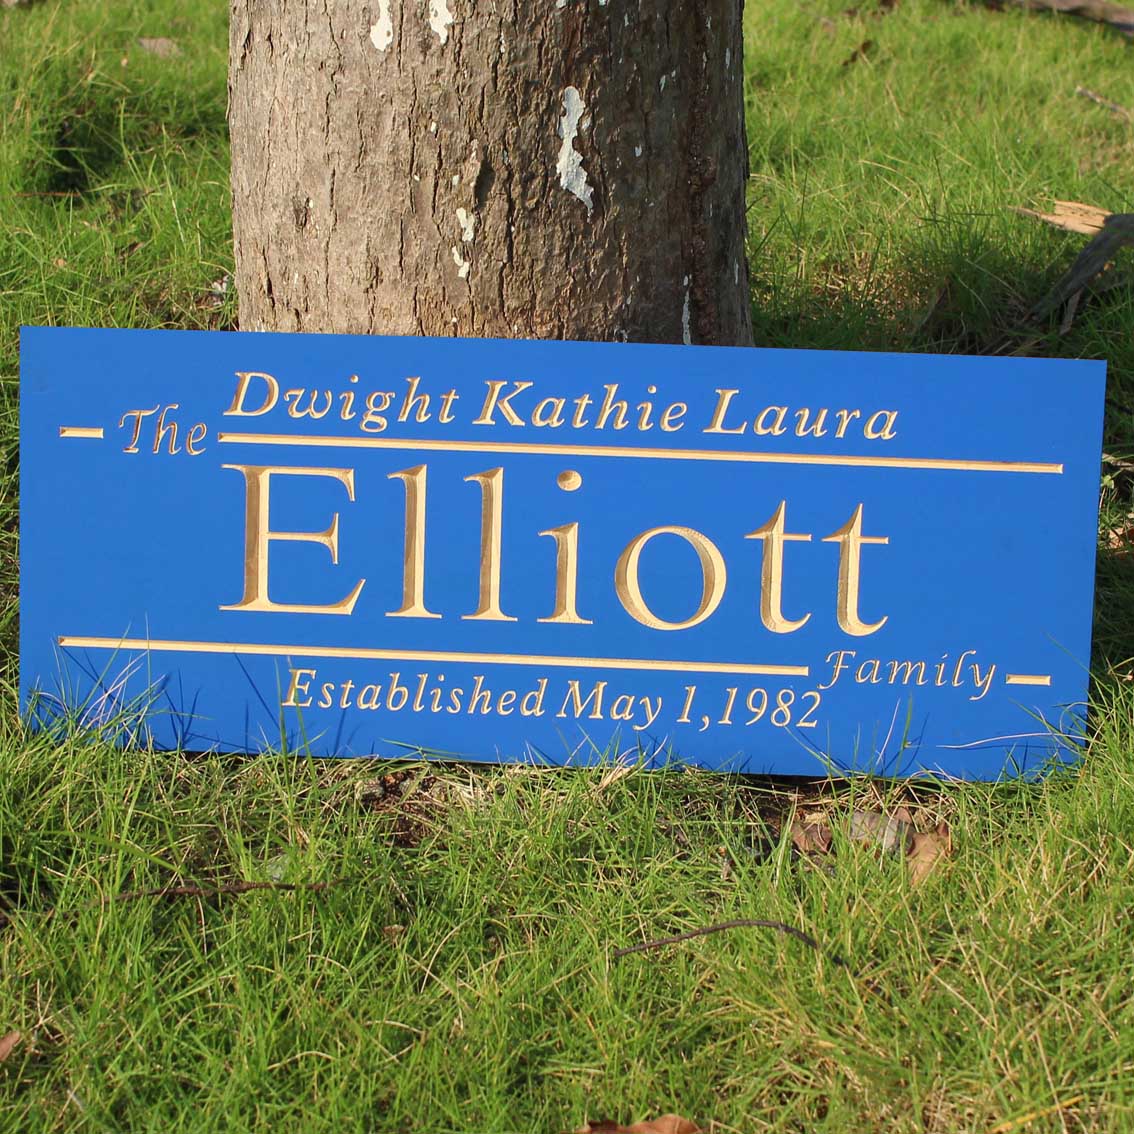 Dwight Kathie Laura
The
Elliott
Family
Established May 1,1982